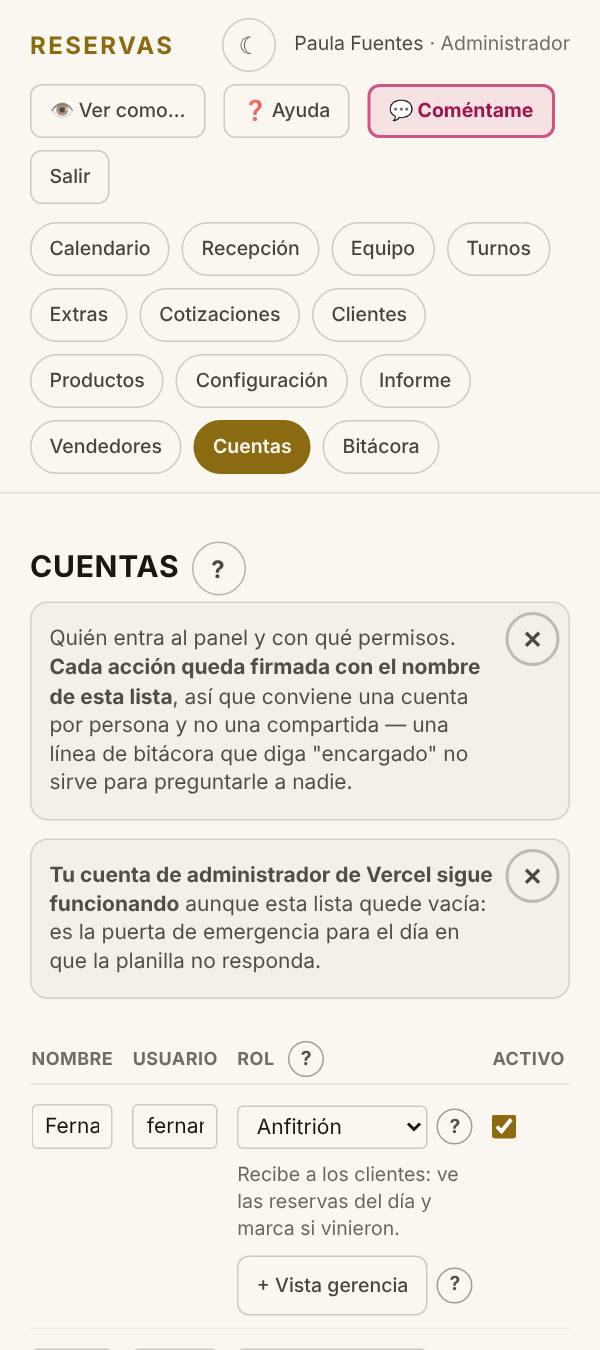 RESERVAS
Paula Fuentes · Administrador
👁 Ver como…
❓ Ayuda
💬 Coméntame
Salir
Calendario
Recepción
Equipo
Turnos
Extras
Cotizaciones
Clientes
Productos
Configuración
Informe
Vendedores
Cuentas
Bitácora
CUENTAS ?
Quién entra al panel y con qué permisos.
Cada acción queda firmada con el nombre
de esta lista, así que conviene una cuenta
por persona y no una compartida — una
línea de bitácora que diga "encargado" no
sirve para preguntarle a nadie.
✕
Tu cuenta de administrador de Vercel sigue
funcionando aunque esta lista quede vacía:
es la puerta de emergencia para el día en
que la planilla no responda.
✕
NOMBRE USUARIO ROL ? ACTIVO
Ferna fernar Anfitrión ?
Recibe a los clientes: ve
las reservas del día y
marca si vinieron.
+ Vista gerencia ?